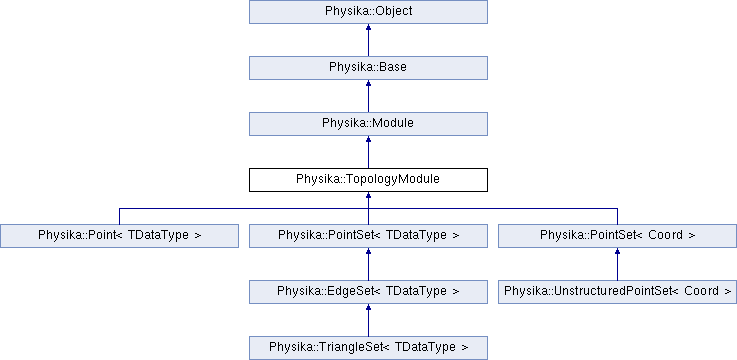 Physika::Object
Physika::Base
Physika::Module
Physika::TopologyModule
Physika::Point< TDataType >
Physika::PointSet< TDataType >
Physika::PointSet< Coord >
Physika::EdgeSet< TDataType >
Physika::UnstructuredPointSet< Coord >
Physika::TriangleSet< TDataType >